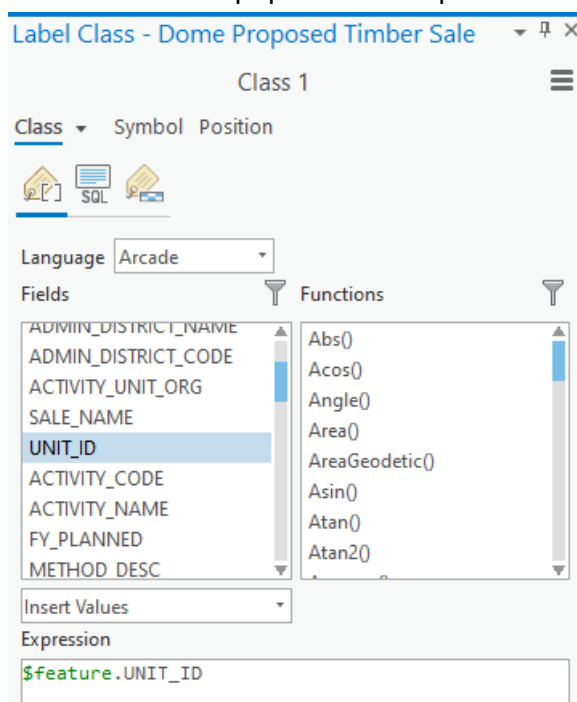 Label Class - Dome Proposed Timber Sale
Class 1
Class Symbol Position
SQL
Language Arcade
Fields Functions
ADMIN_DISTRICT_NAME
ADMIN_DISTRICT_CODE
ACTIVITY_UNIT_ORG
SALE_NAME
UNIT_ID
ACTIVITY_CODE
ACTIVITY_NAME
FY_PLANNED
METHOD_DESC
Abs()
Acos()
Angle()
Area()
AreaGeodetic()
Asin()
Atan()
Atan2()
Insert Values
Expression
$feature.UNIT_ID